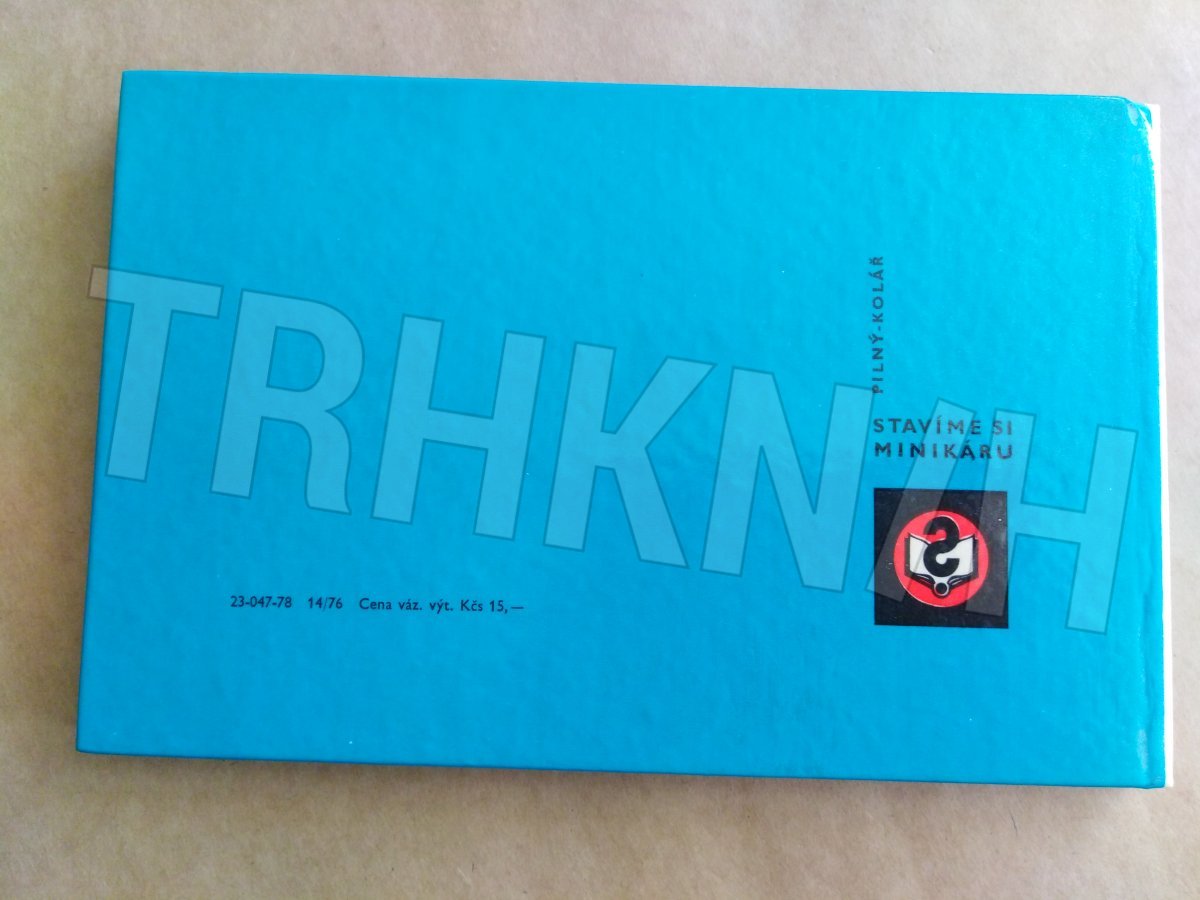 PILNÝ-KOLÁŘ
STAVÍME SI
MINIKÁRU
23-047-78 14/76 Cena váz. výt. Kčs 15,—
TRHKNIH